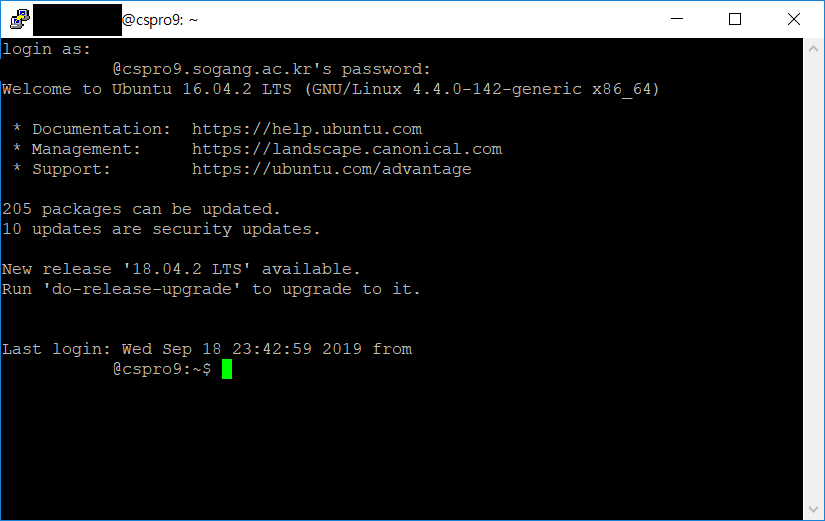 @cspro9: ~
login as:
@cspro9.sogang.ac.kr's password:
Welcome to Ubuntu 16.04.2 LTS (GNU/Linux 4.4.0-142-generic x86_64)
* Documentation:  https://help.ubuntu.com
* Management:     https://landscape.canonical.com
* Support:        https://ubuntu.com/advantage
205 packages can be updated.
10 updates are security updates.
New release '18.04.2 LTS' available.
Run 'do-release-upgrade' to upgrade to it.
Last login: Wed Sep 18 23:42:59 2019 from
@cspro9:~$